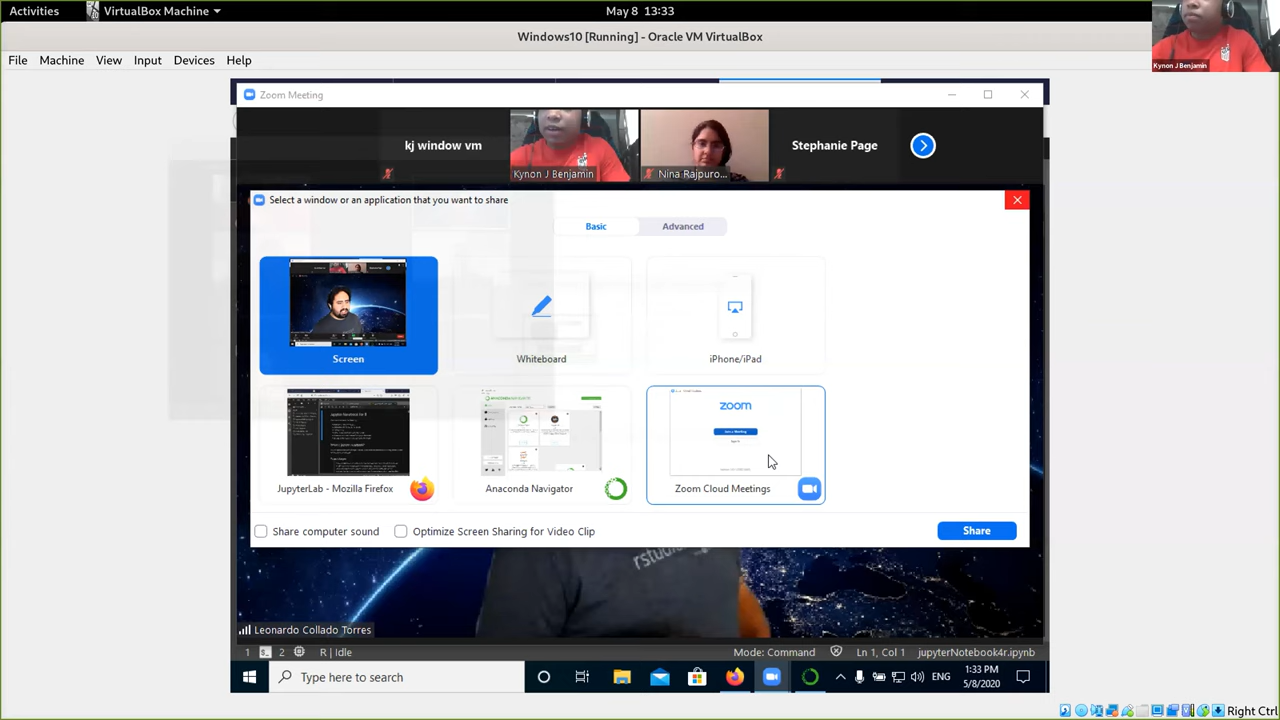 Activities
VirtualBox Machine
May 8 13:33
Windows10 [Running] - Oracle VM VirtualBox
Kynon J Benjamin
File Machine View Input Devices Help
Zoom Meeting
kj window vm
Kynon J Benjamin
Nina Rajpuro...
Stephanie Page
Select a window or an application that you want to share
Basic
Advanced
Screen
Whiteboard
iPhone/iPad
zoom
JupyterLab - Mozilla Firefox
Anaconda Navigator
Zoom Cloud Meetings
Share computer sound
Optimize Screen Sharing for Video Clip
Share
rstudio
Leonardo Collado Torres
1 2 R | Idle
Mode: Command
Ln 1, Col 1
jupyterNotebook4r.ipynb
Type here to search
ENG
1:33 PM
5/8/2020
Right Ctrl